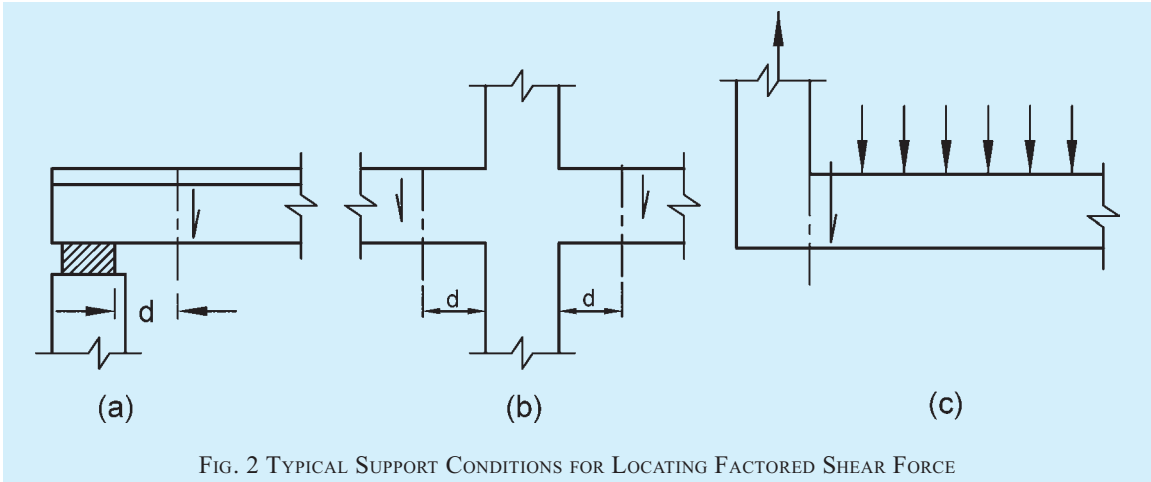 d
d
d
(a)
(b)
(c)
FIG. 2 TYPICAL SUPPORT CONDITIONS FOR LOCATING FACTORED SHEAR FORCE